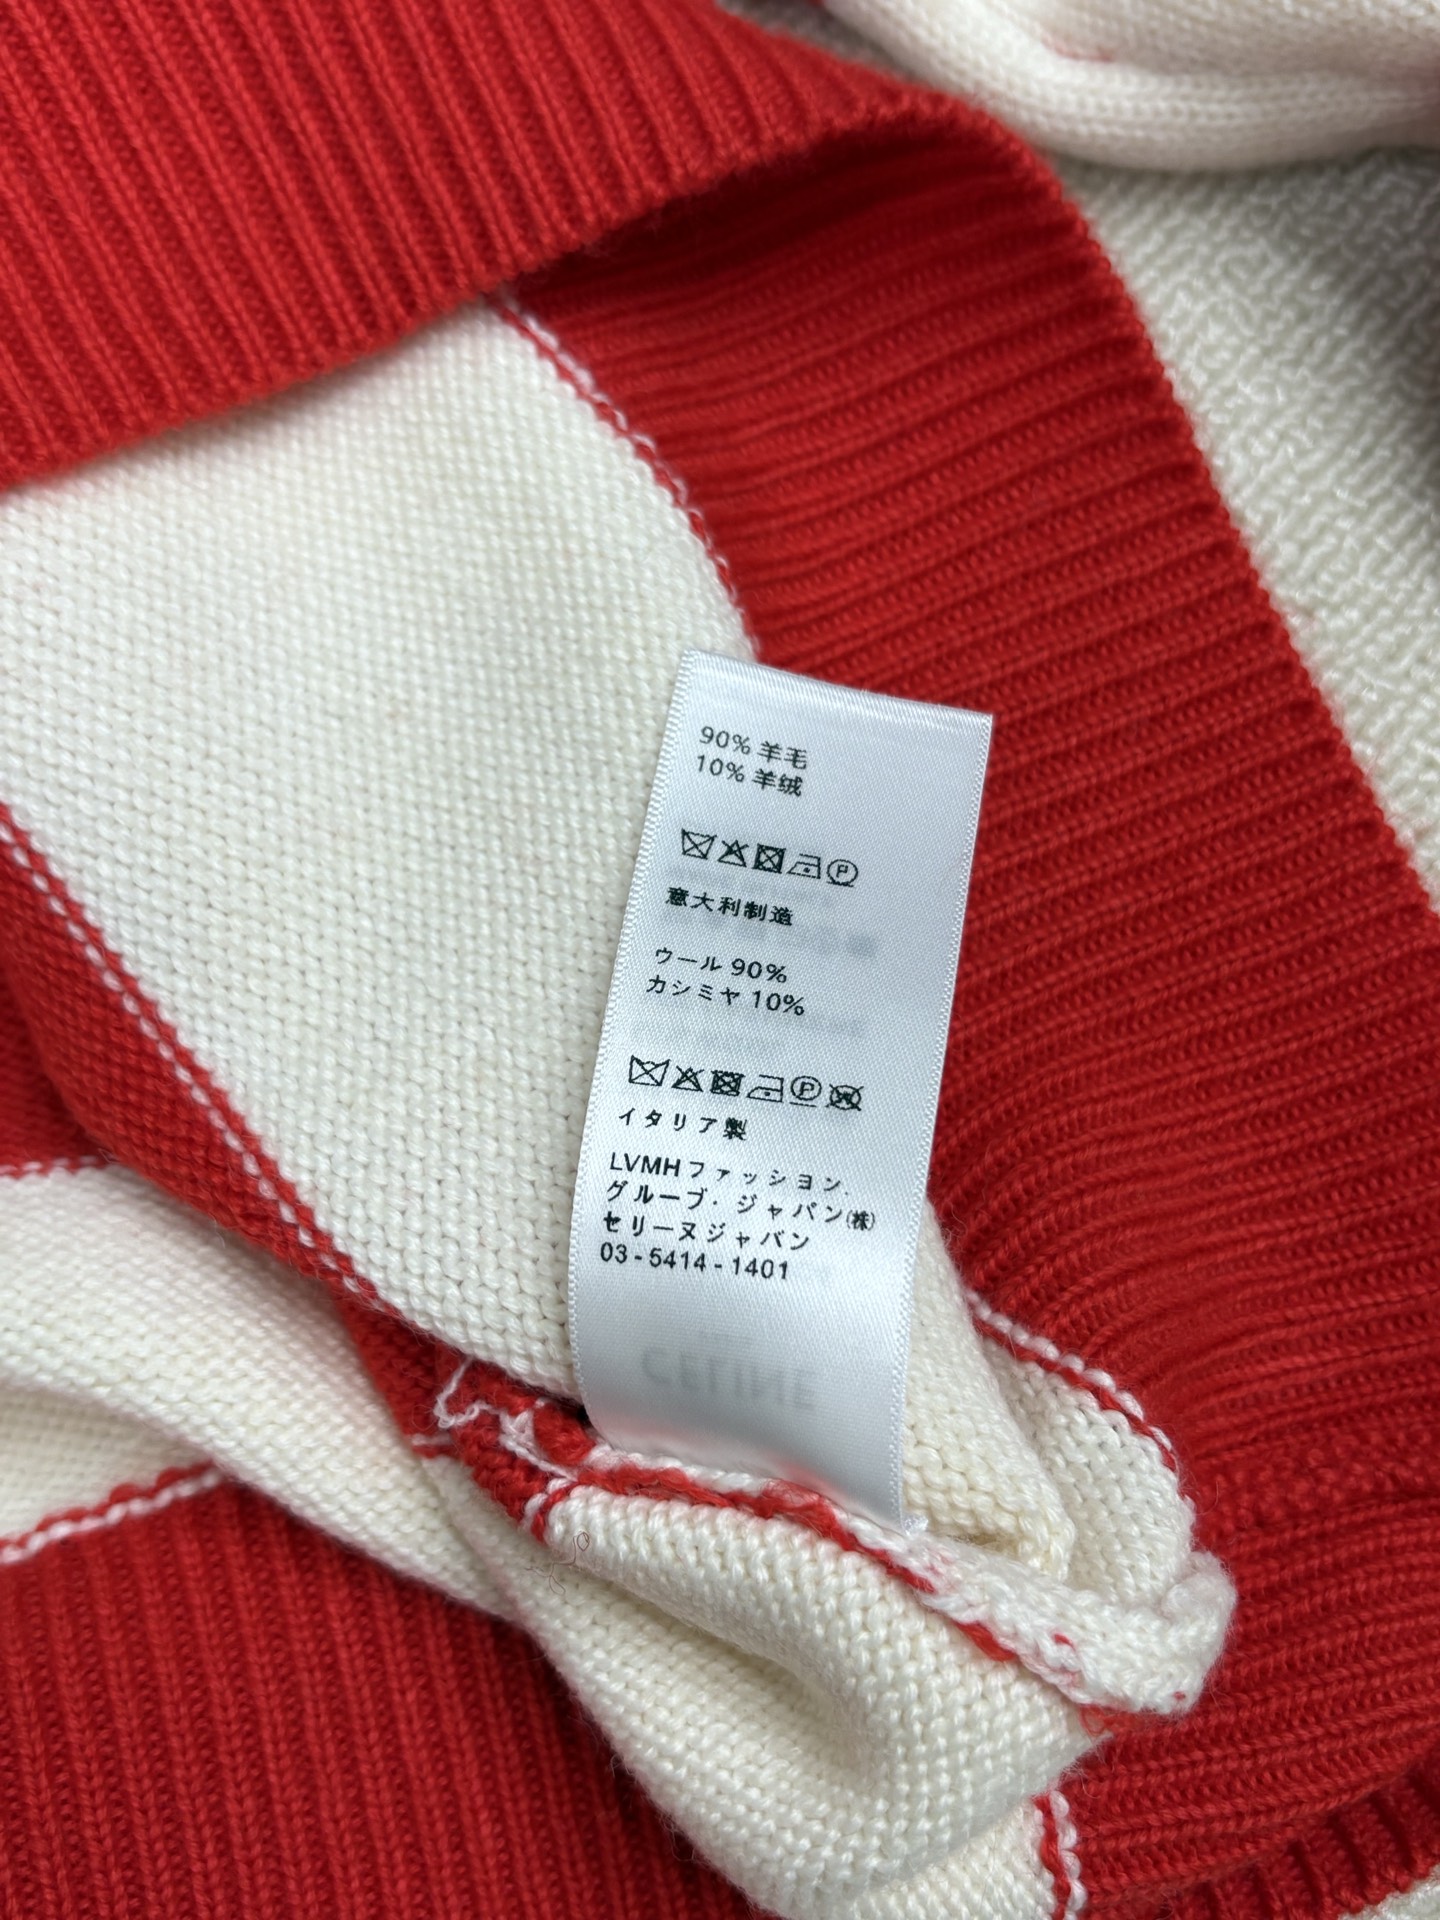 90% 羊毛
10% 羊绒
意大利制造
ウール 90%
カシミヤ 10%
イタリア製
LVMHファッション.
グループ・ジャパン(株)
セリーヌジャパン
03-5414-1401
CELINE